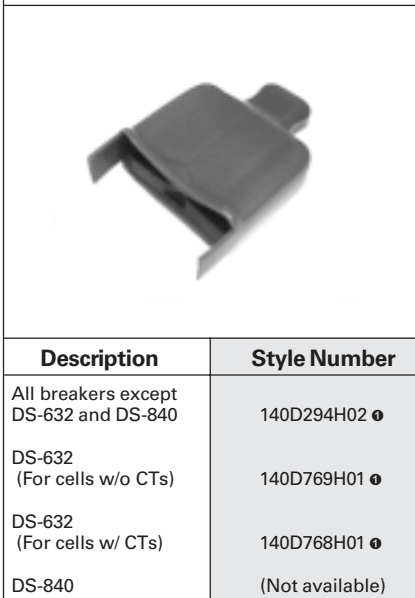 Description Style Number
All breakers except
DS-632 and DS-840 140D294H02 ❶
DS-632
(For cells w/o CTs) 140D769H01 ❶
DS-632
(For cells w/ CTs) 140D768H01 ❶
DS-840 (Not available)